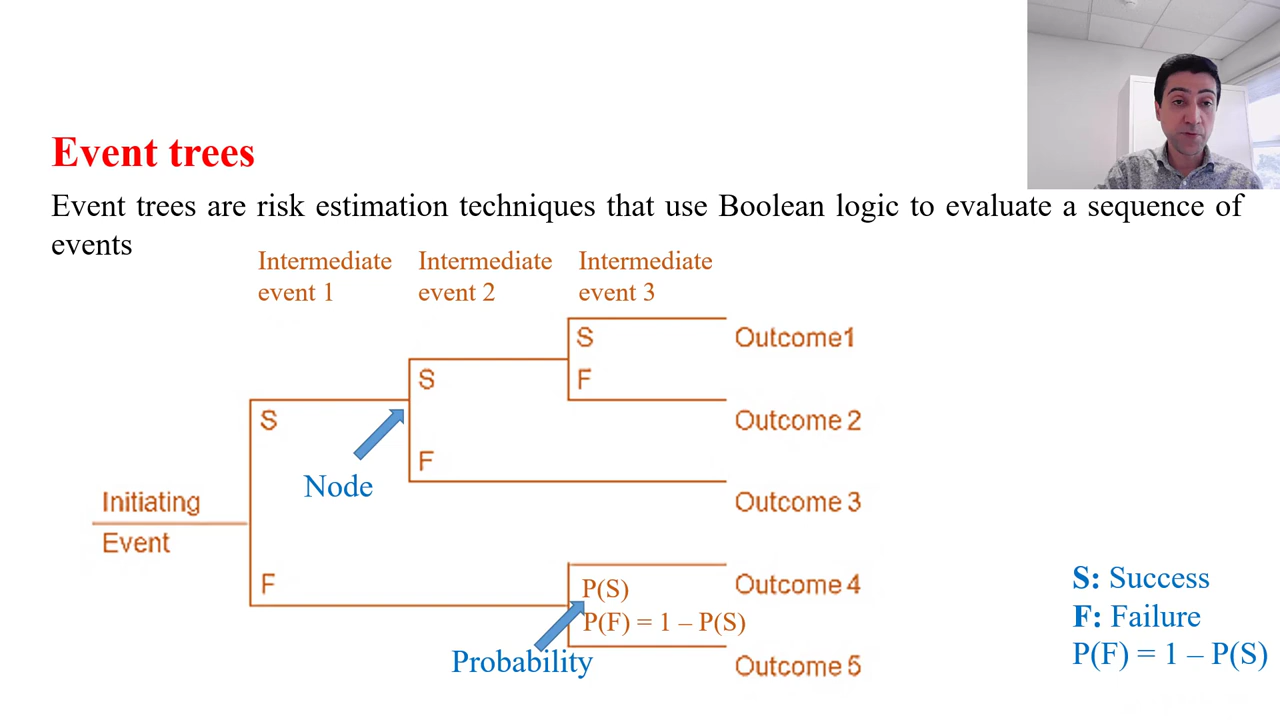 Event trees
Event trees are risk estimation techniques that use Boolean logic to evaluate a sequence of
events
Intermediate event 1
Intermediate event 2
Intermediate event 3
S
Outcome1
F
S
Outcome 2
S
F
Node
Outcome 3
Initiating
Event
F
P(S)
Outcome 4
P(F) = 1 – P(S)
Probability
Outcome 5
S: Success
F: Failure
P(F) = 1 – P(S)